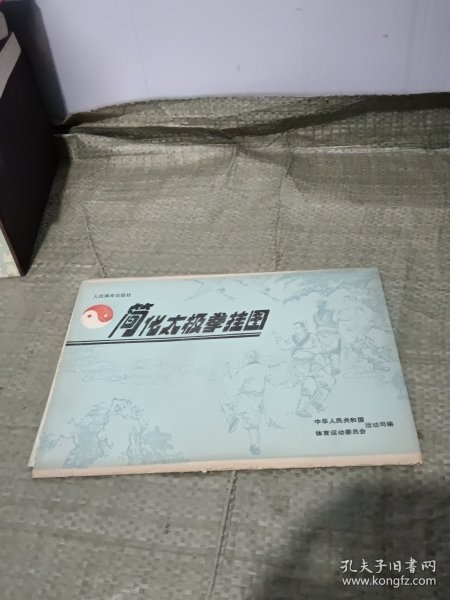 人民体育出版社
简化太极拳挂图
中华人民共和国
体育运动委员会 运动司编
孔夫子旧书网
www.kongfz.com